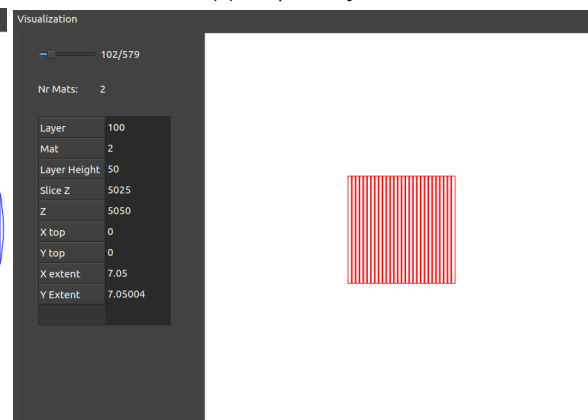 Visualization
102/579
Nr Mats: 2
Layer 100
Mat 2
Layer Height 50
Slice Z 5025
Z 5050
X top 0
Y top 0
X extent 7.05
Y Extent 7.05004